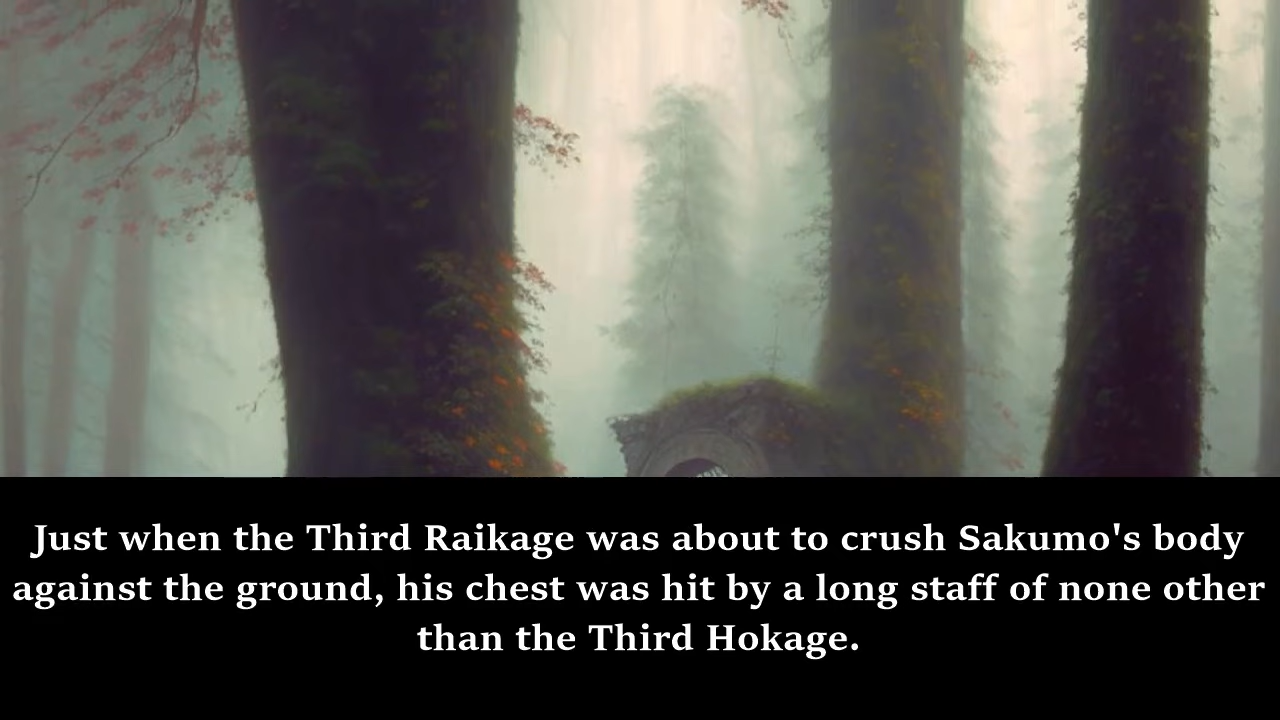 Just when the Third Raikage was about to crush Sakumo's body
against the ground, his chest was hit by a long staff of none other
than the Third Hokage.